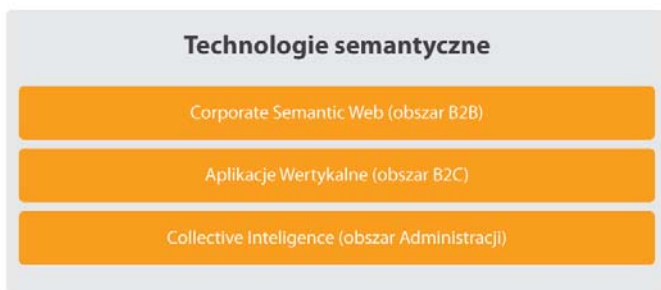 Technologie semantyczne
Corporate Semantic Web (obszar B2B)
Aplikacje Wertykalne (obszar B2C)
Collective Inteligence (obszar Administracji)